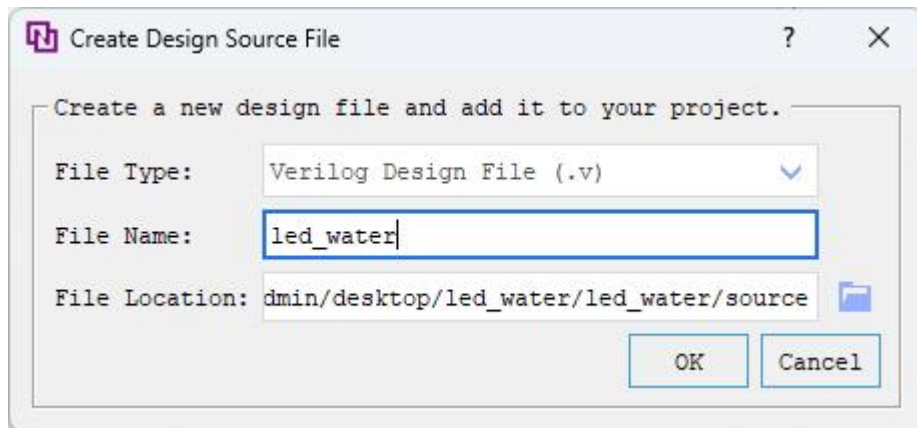 Create Design Source File ?
Create a new design file and add it to your project.
File Type: Verilog Design File (.v)
File Name: led_water
File Location: dmin/desktop/led_water/led_water/source
OK Cancel